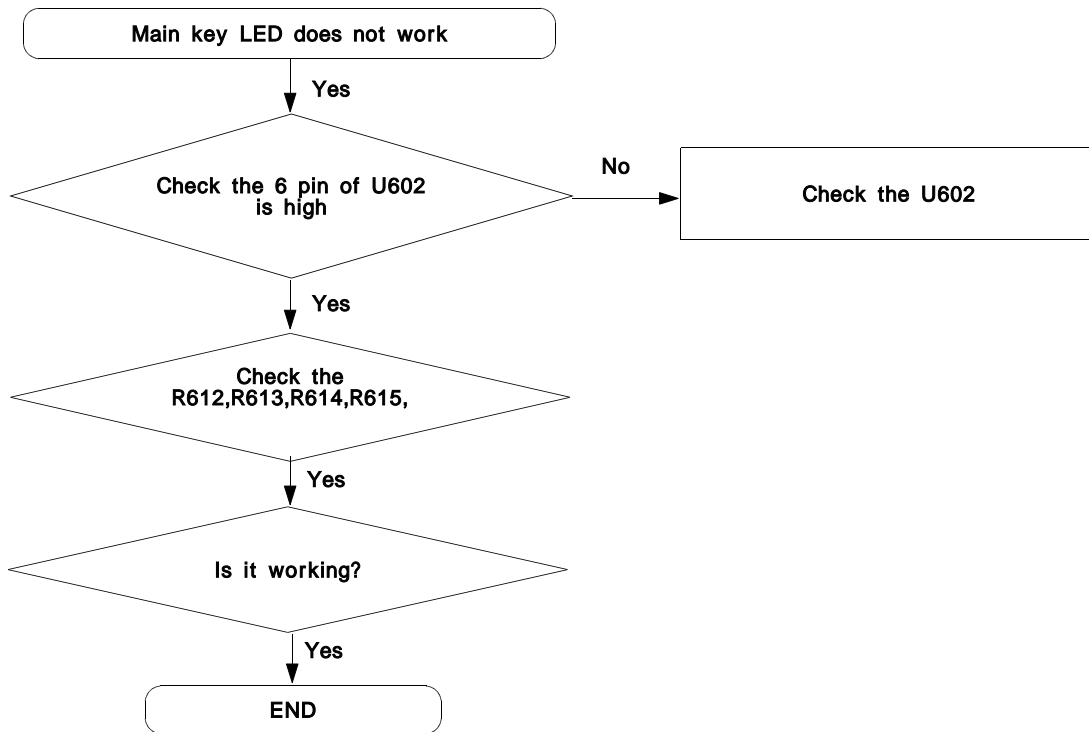 Main key LED does not work
Yes
Check the 6 pin of U602
is high
No
Check the U602
Yes
Check the
R612,R613,R614,R615,
Yes
Is it working?
Yes
END